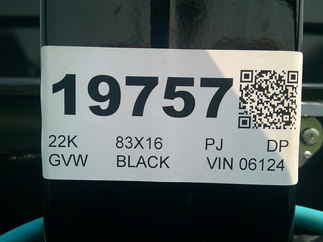 19757
22K 83X16 PJ DP
GVW BLACK VIN 06124